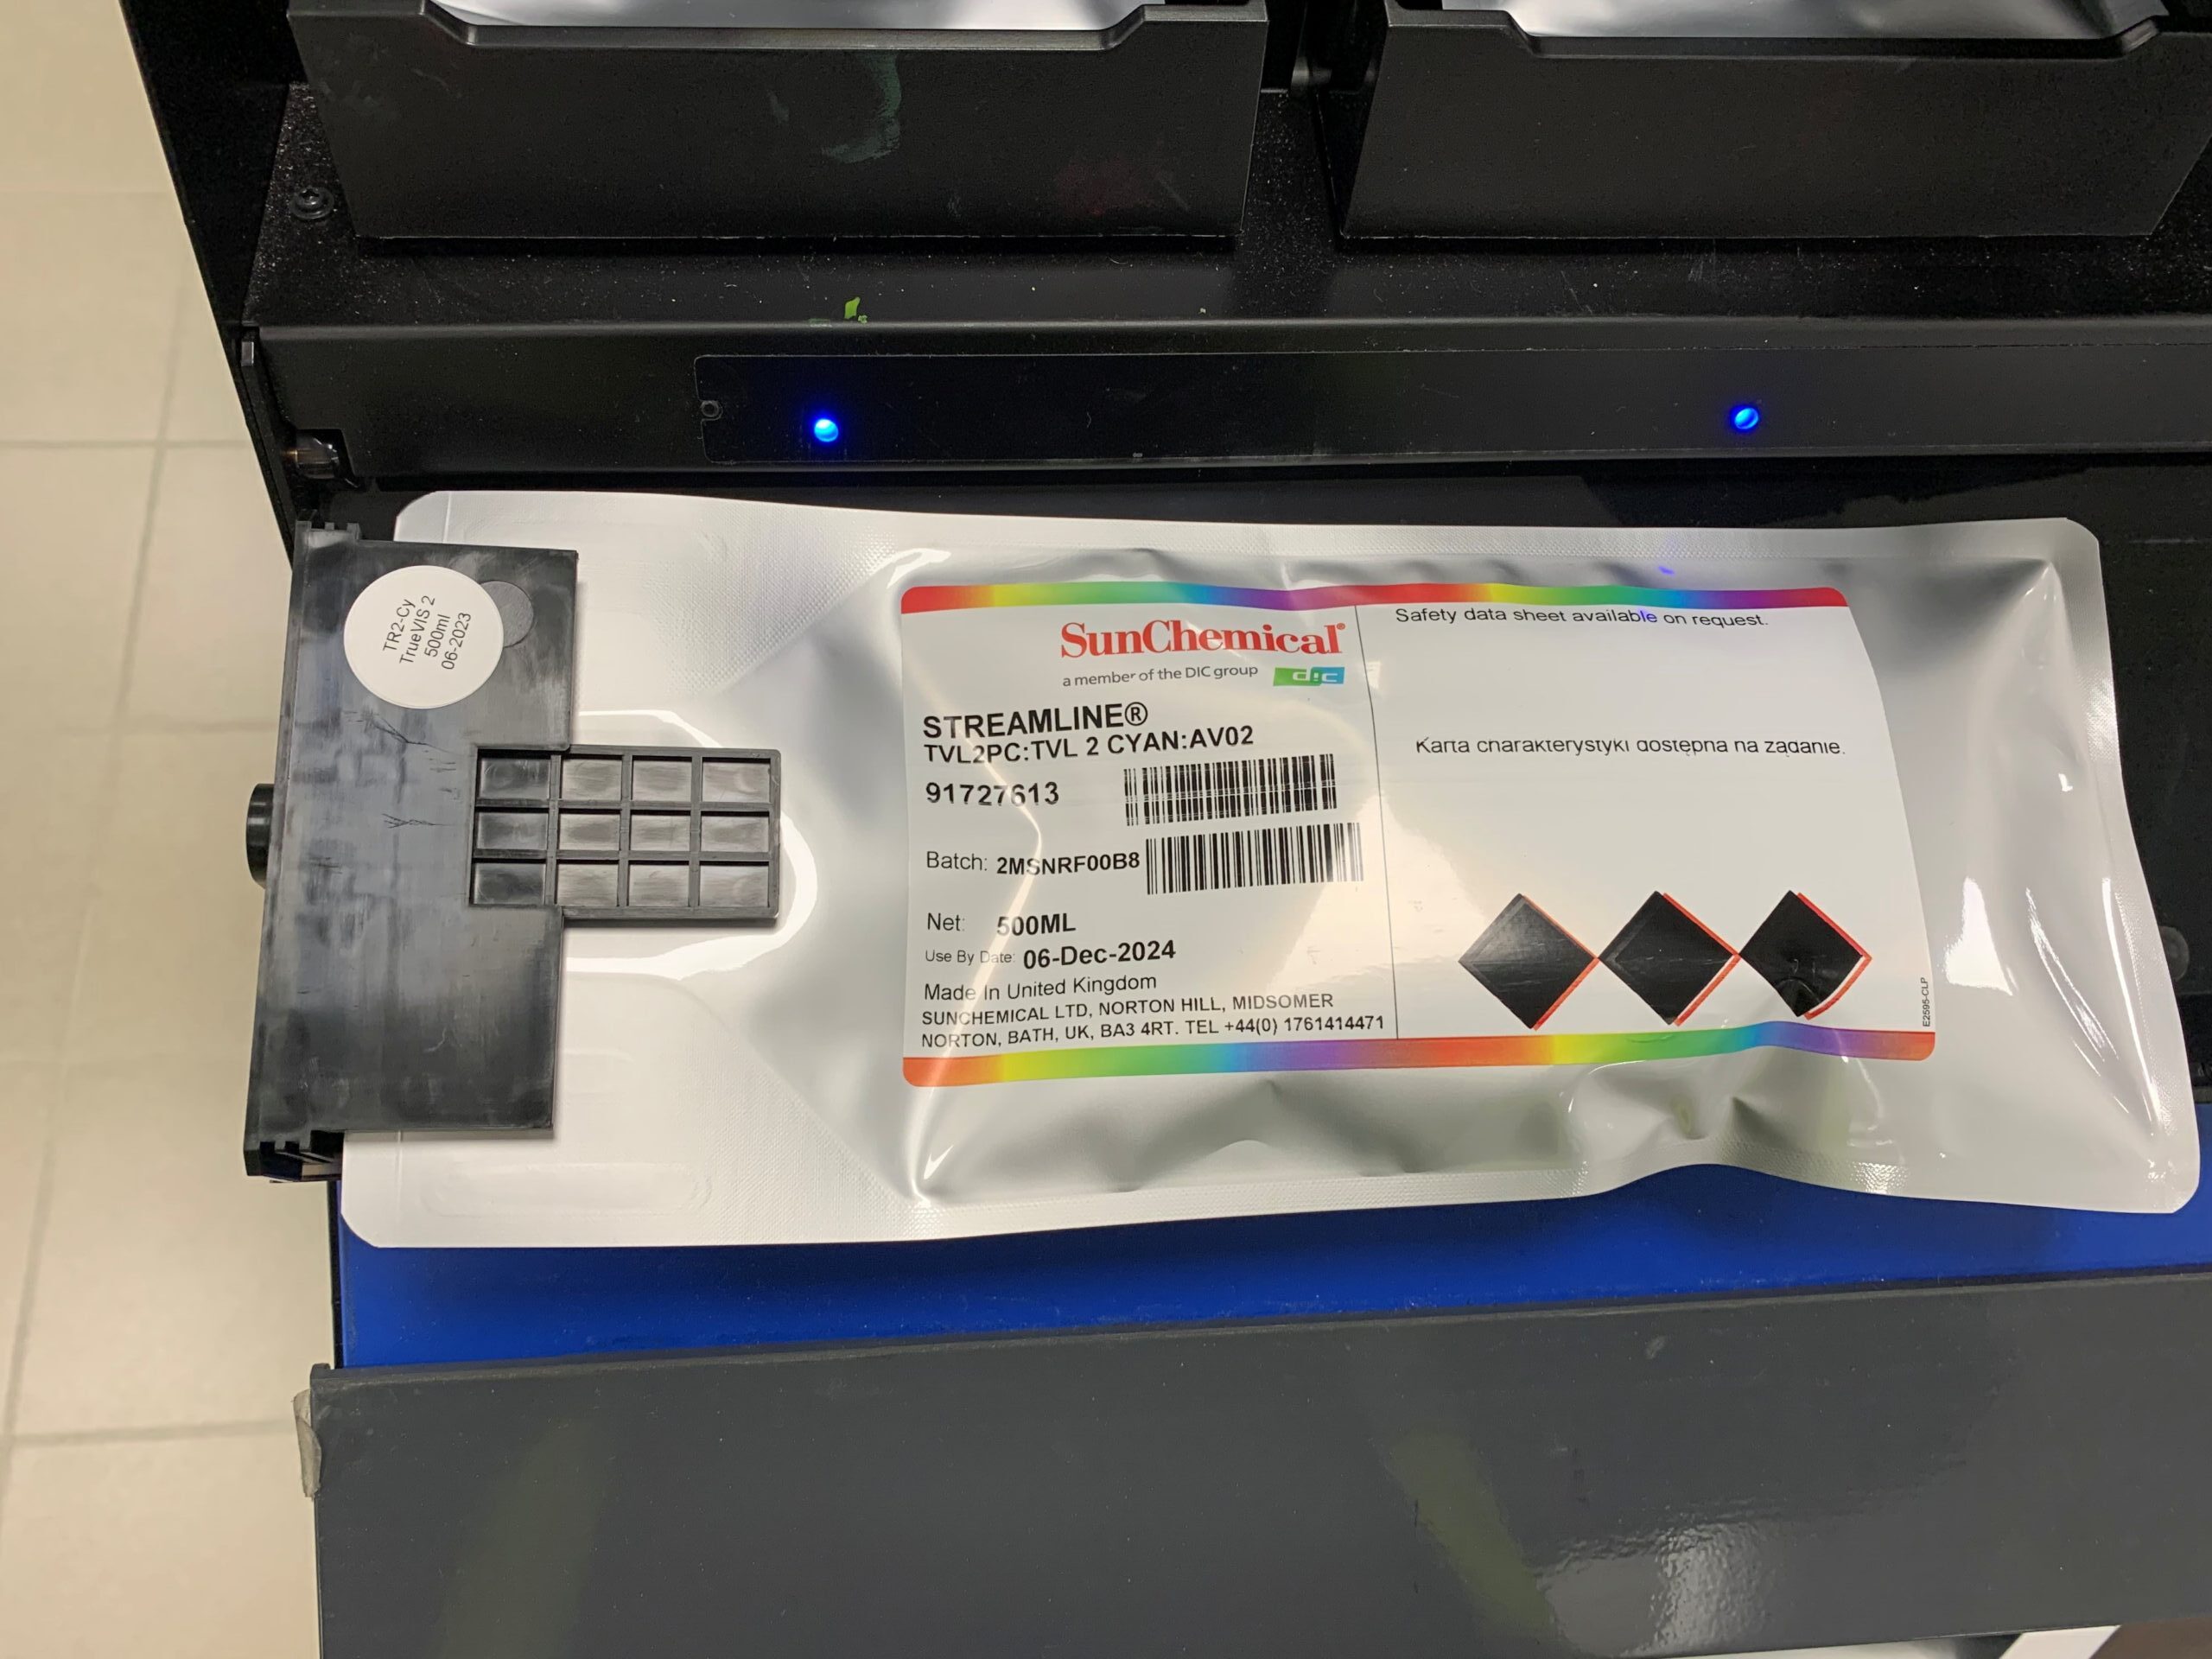 TR2-Cy
TrueVIS 2
500ml
06-2023
SunChemical®
a member of the DIC group dic
STREAMLINE®
TVL2PC:TVL 2 CYAN:AV02
91727613
Batch: 2MSNRF00B8
Net: 500ML
Use By Date: 06-Dec-2024
Made In United Kingdom
SUNCHEMICAL LTD, NORTON HILL, MIDSOMER
NORTON, BATH, UK, BA3 4RT. TEL +44(0) 1761414471
Safety data sheet available on request.
Karta charakterystyki dostępna na żądanie.
E2595-CLP